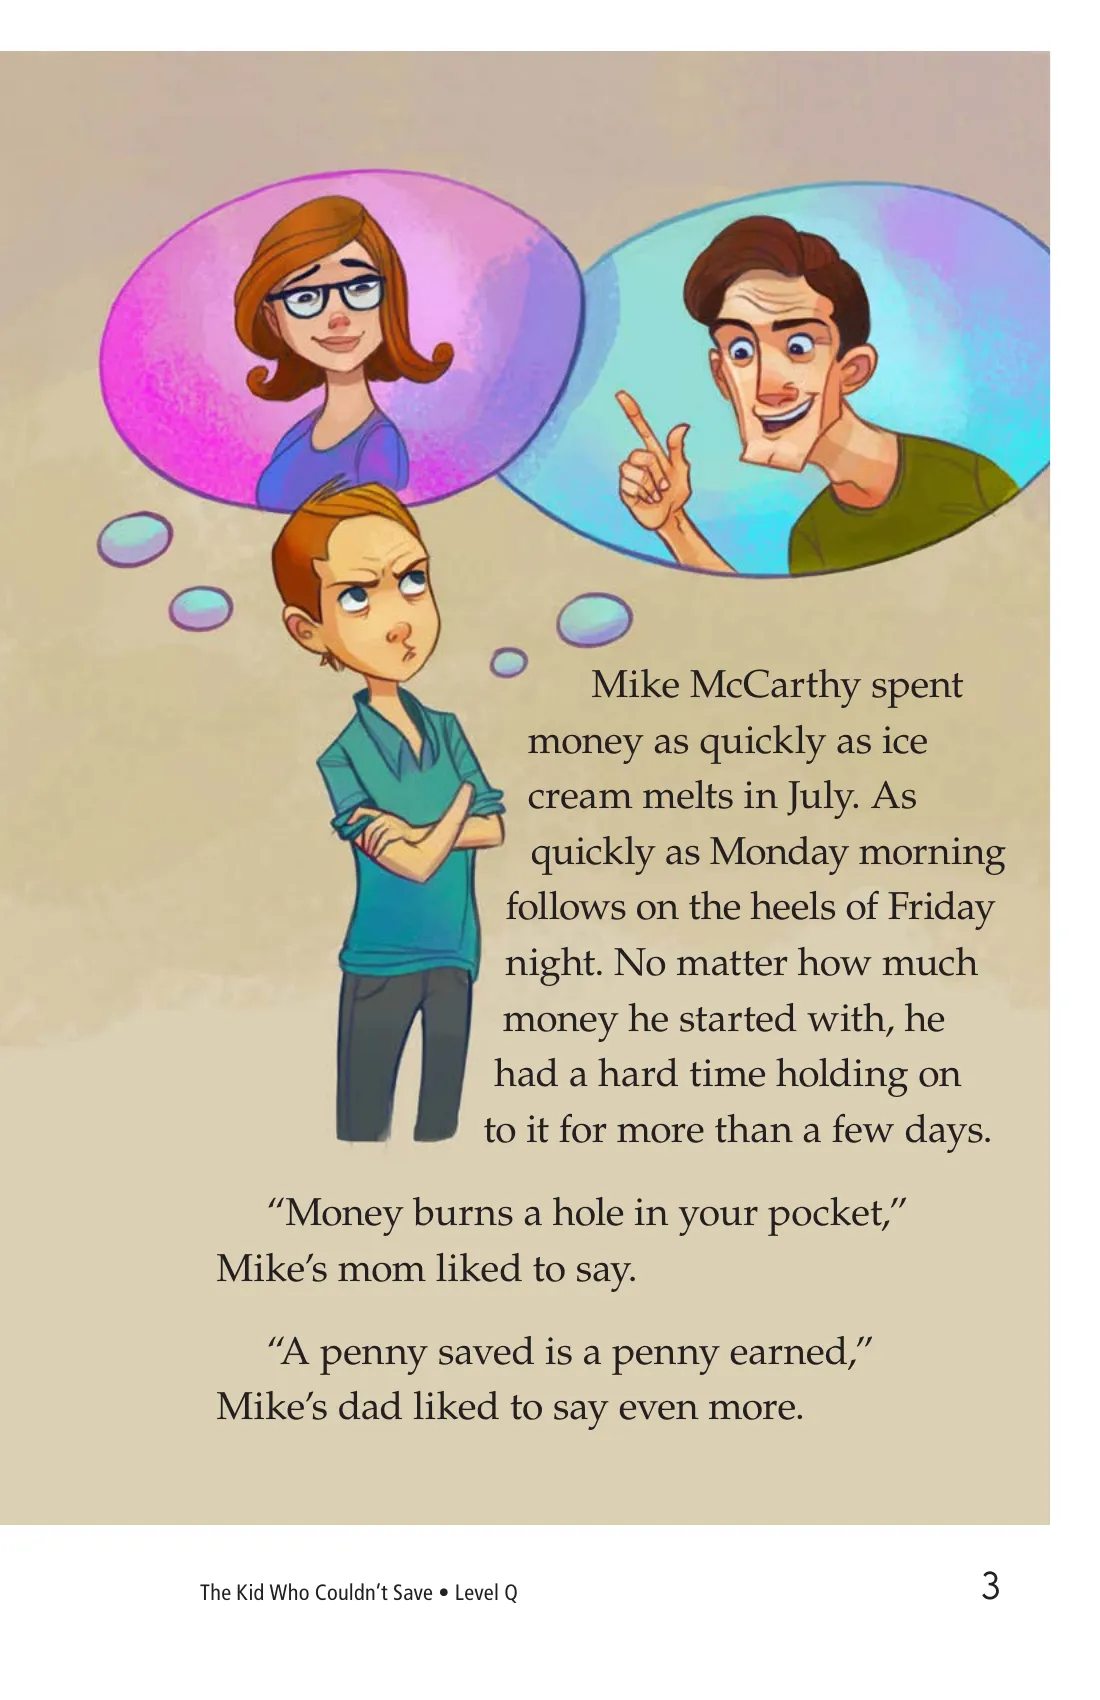 Mike McCarthy spent
money as quickly as ice
cream melts in July. As
quickly as Monday morning
follows on the heels of Friday
night. No matter how much
money he started with, he
had a hard time holding on
to it for more than a few days.
“Money burns a hole in your pocket,”
Mike’s mom liked to say.
“A penny saved is a penny earned,”
Mike’s dad liked to say even more.
The Kid Who Couldn’t Save • Level Q
3